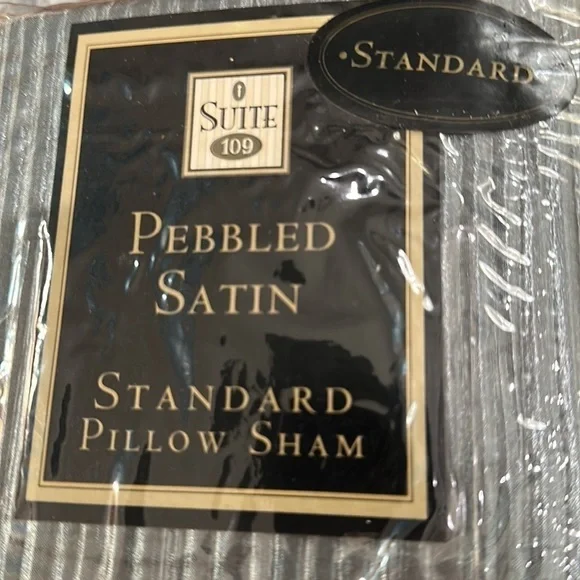 •STANDARD
SUITE
109
PEBBLED
SATIN
STANDARD
PILLOW SHAM